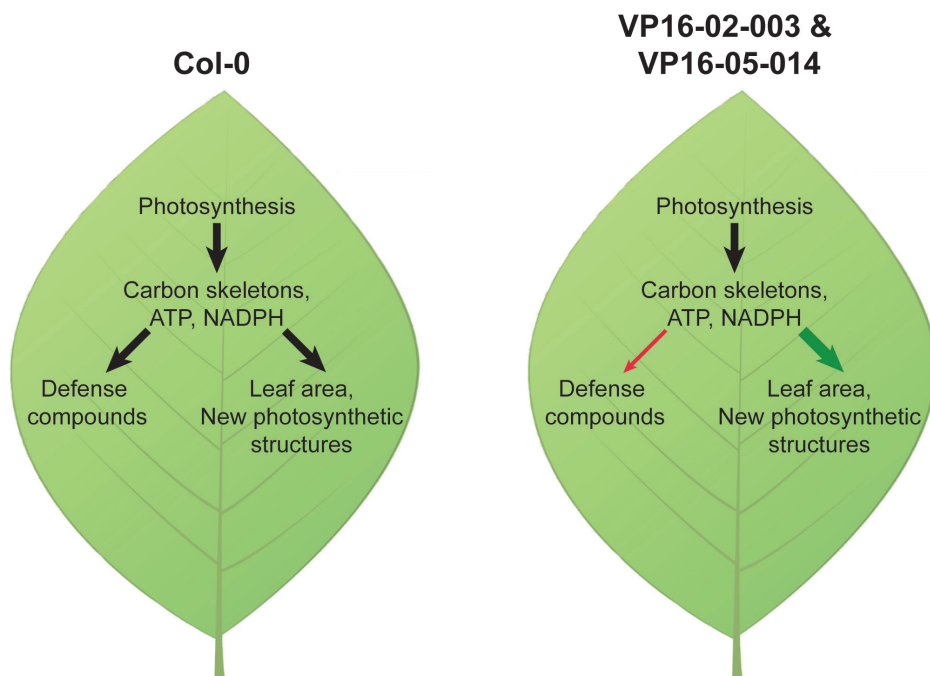 Col-0
Photosynthesis
Carbon skeletons,
ATP, NADPH
Defense
compounds
Leaf area,
New photosynthetic
structures
VP16-02-003 &
VP16-05-014
Photosynthesis
Carbon skeletons,
ATP, NADPH
Defense
compounds
Leaf area,
New photosynthetic
structures